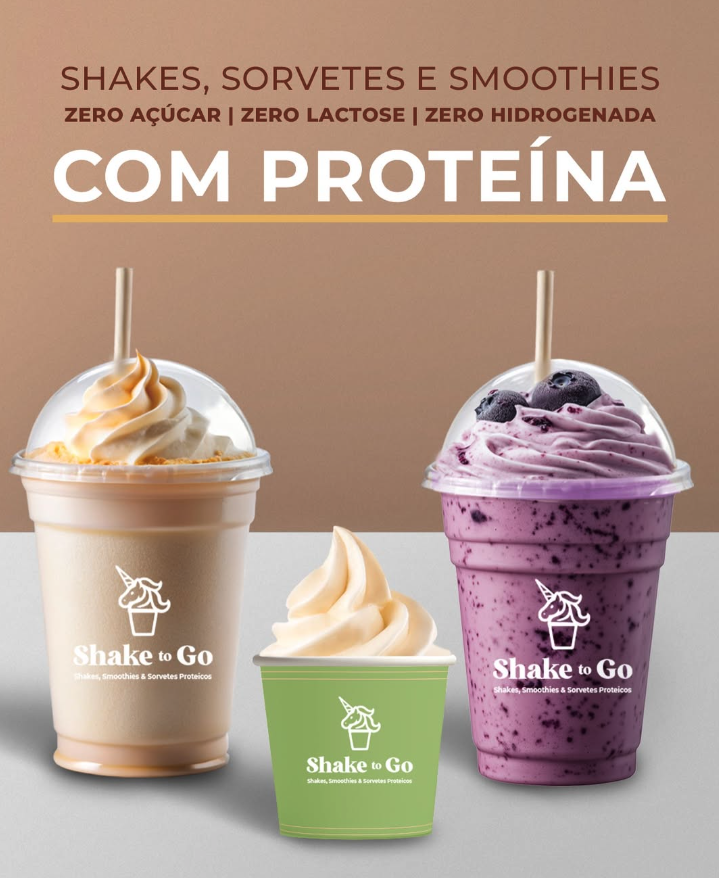 SHAKES, SORVETES E SMOOTHIES
ZERO AÇÚCAR | ZERO LACTOSE | ZERO HIDROGENADA
COM PROTEÍNA
Shake to Go
Shakes, Smoothies & Sorvetes Proteicos
Shake to Go
Shakes, Smoothies & Sorvetes Proteicos
Shake to Go
Shakes, Smoothies & Sorvetes Proteicos